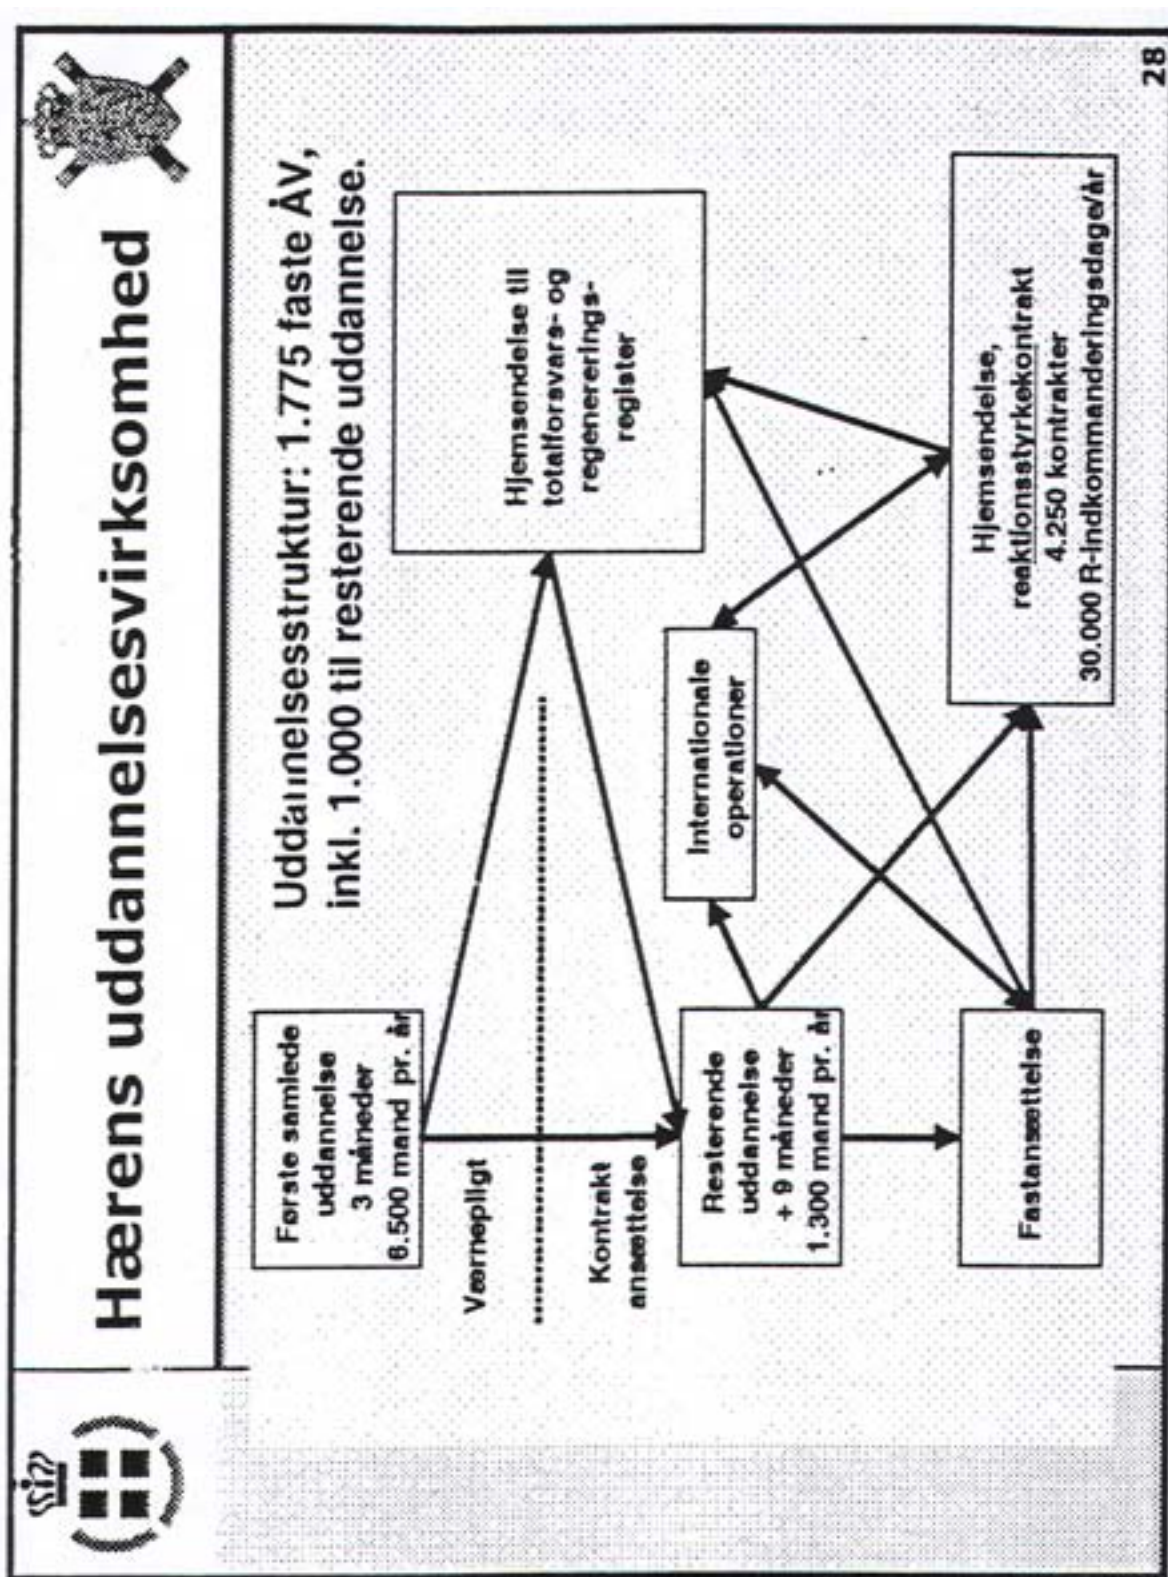 Hærens uddannelsesvirksomhed
Uddannelsesstruktur: 1.775 faste ÅV,
inkl. 1.000 til resterende uddannelse.
Første samlede
uddannelse
3 måneder
6.500 mand pr. år
Værnepligt
Kontrakt
ansættelse
Hjemsendelse til
totalforsvars- og
regenererings-
register
Resterende
uddannelse
+ 9 måneder
1.300 mand pr. år
Internationale
operationer
Fastansættelse
Hjemsendelse,
reaktionsstyrkekontrakt
4.250 kontrakter
30.000 R-indkommanderingsdage/år
28